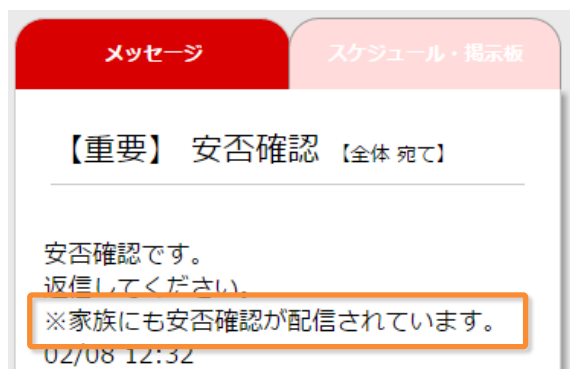 メッセージ
スケジュール・掲示板
【重要】 安否確認 【全体 宛て】
安否確認です。
返信してください。
※家族にも安否確認が配信されています。
02/08 12:32